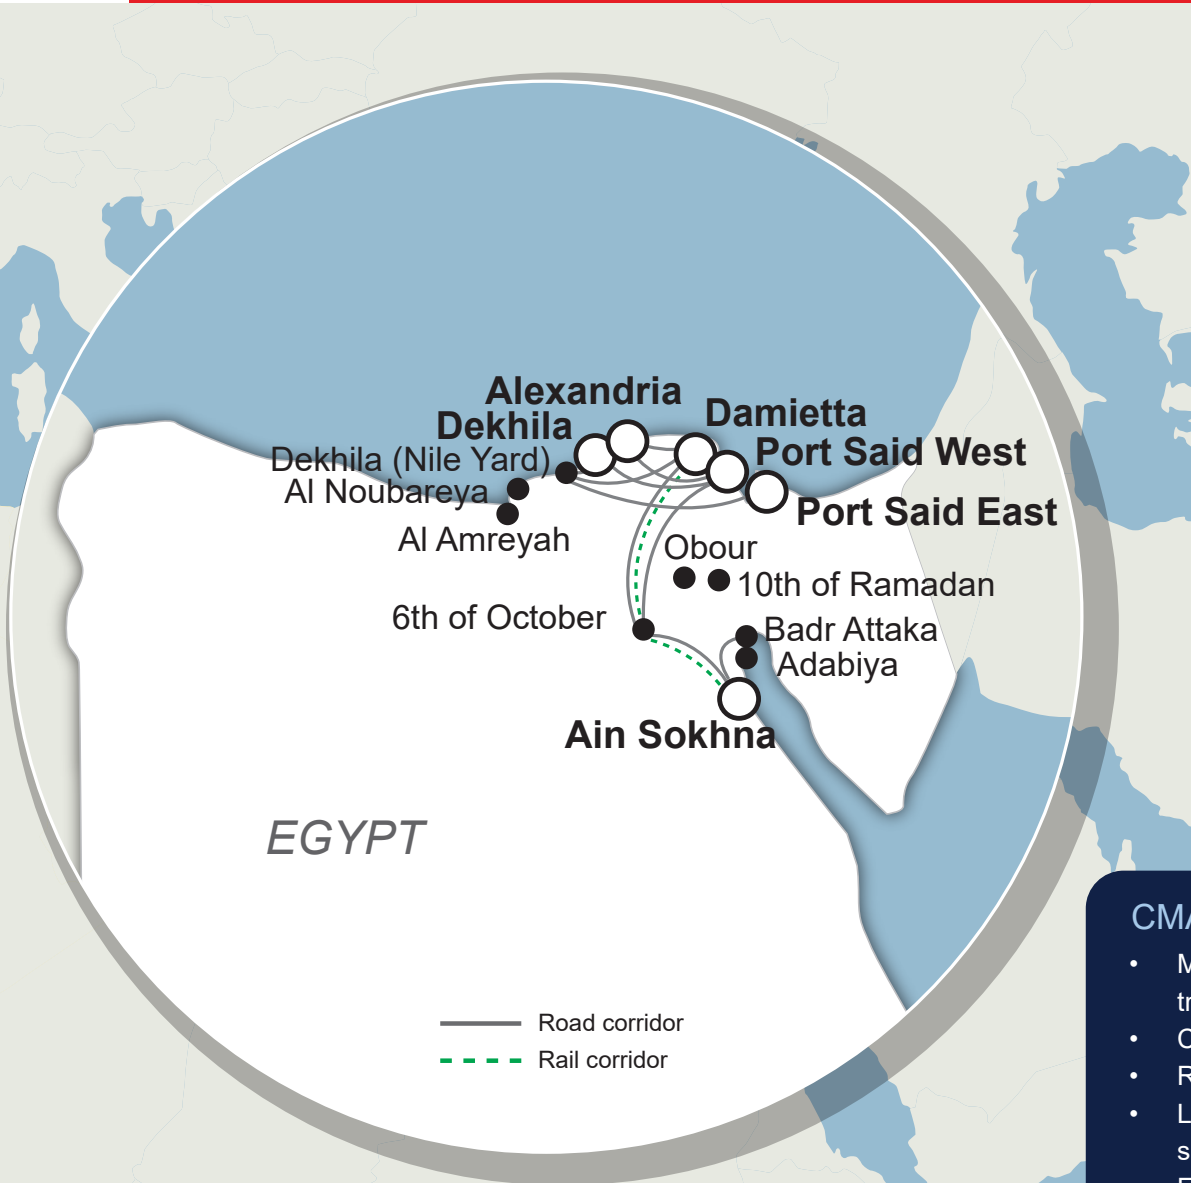 Alexandria
Dekhila
Damietta
Dekhila (Nile Yard)
Port Said West
Al Noubareya
Port Said East
Al Amreyah
Obour
10th of Ramadan
6th of October
Badr Attaka
Adabiya
Ain Sokhna
EGYPT
Road corridor
Rail corridor